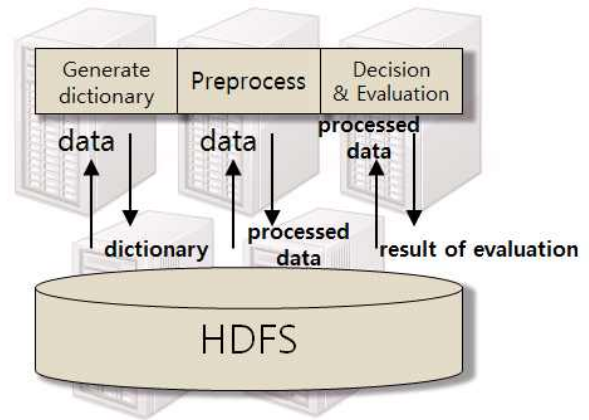 Generate
dictionary
Preprocess
Decision
& Evaluation
data
data
processed
data
dictionary
processed
data
result of evaluation
HDFS